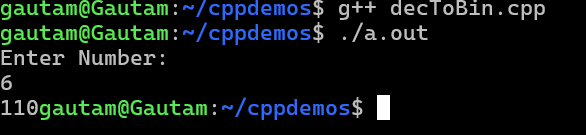 gautam@Gautam:~/cppdemos$ g++ decToBin.cpp
gautam@Gautam:~/cppdemos$ ./a.out
Enter Number:
6
110gautam@Gautam:~/cppdemos$